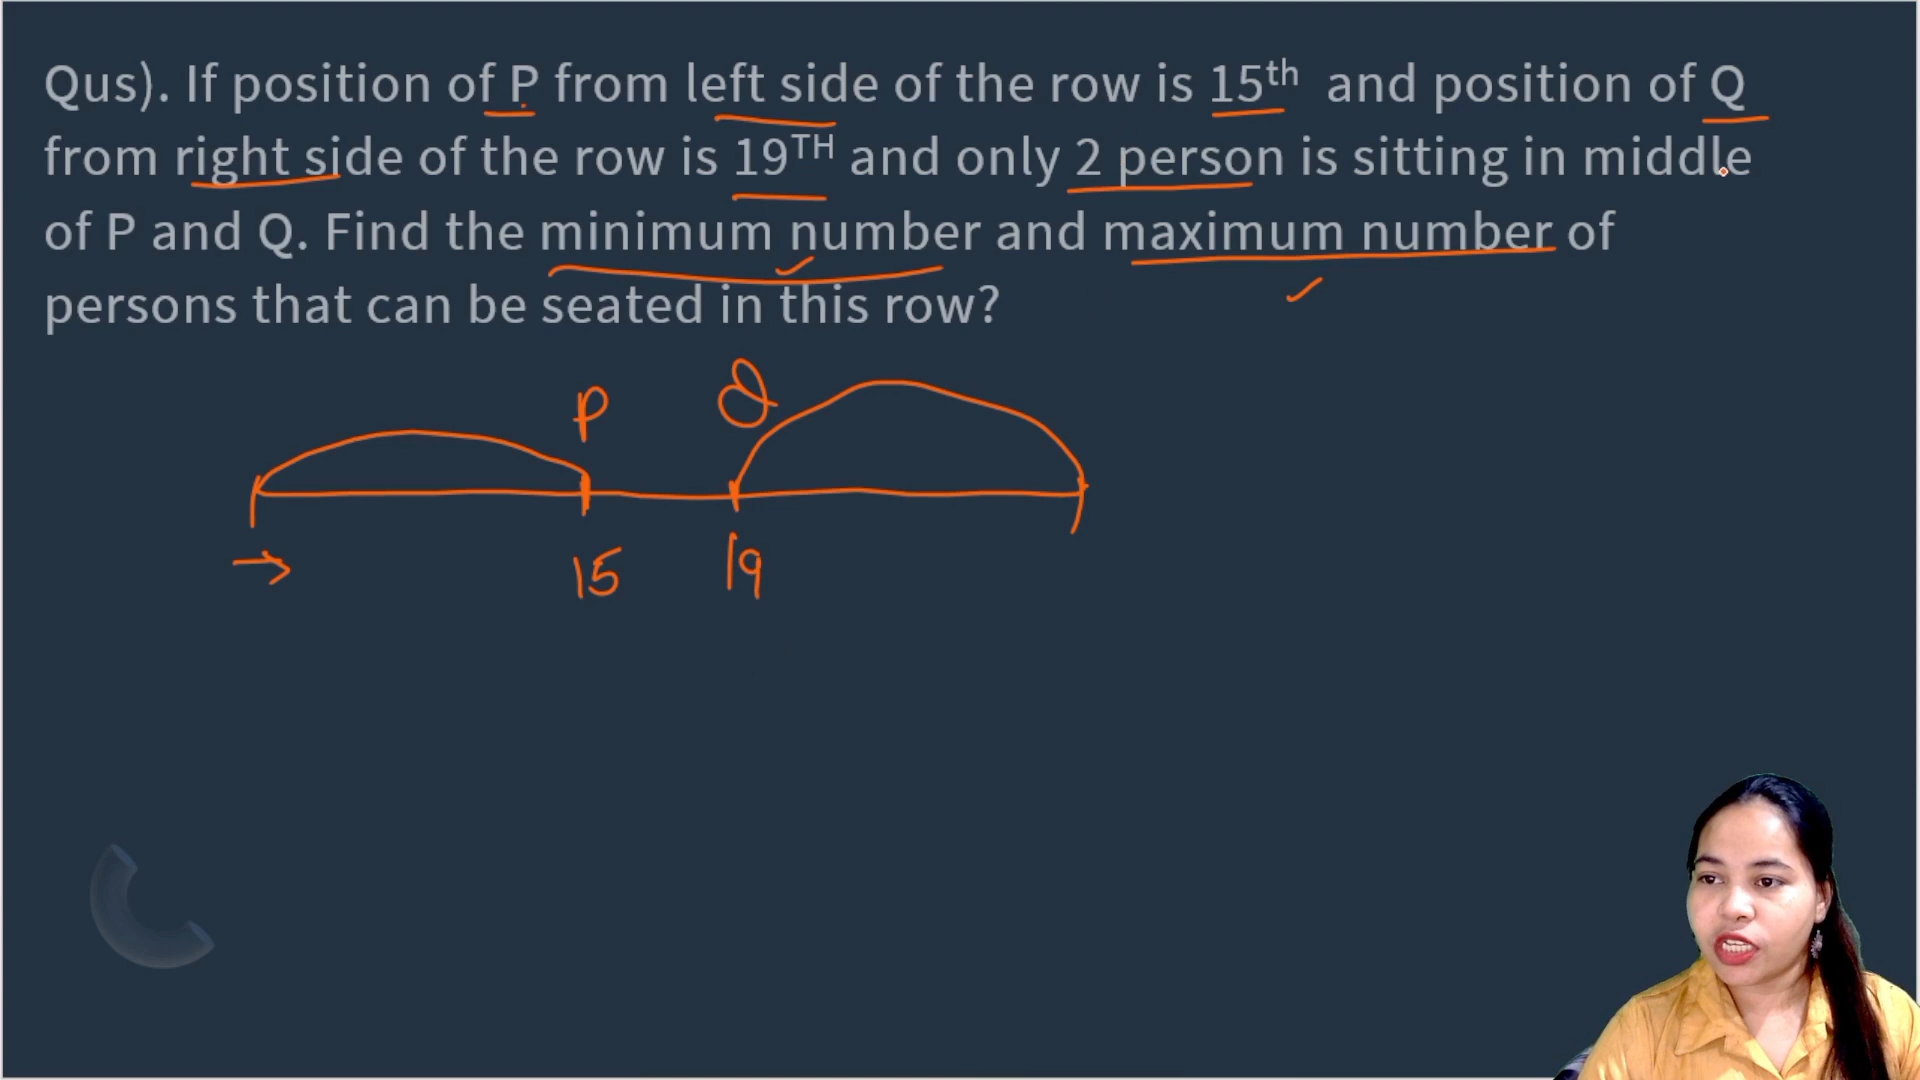 Qus). If position of P from left side of the row is 15th and position of Q
from right side of the row is 19TH and only 2 person is sitting in middle
of P and Q. Find the minimum number and maximum number of
persons that can be seated in this row?
P Q
15 19